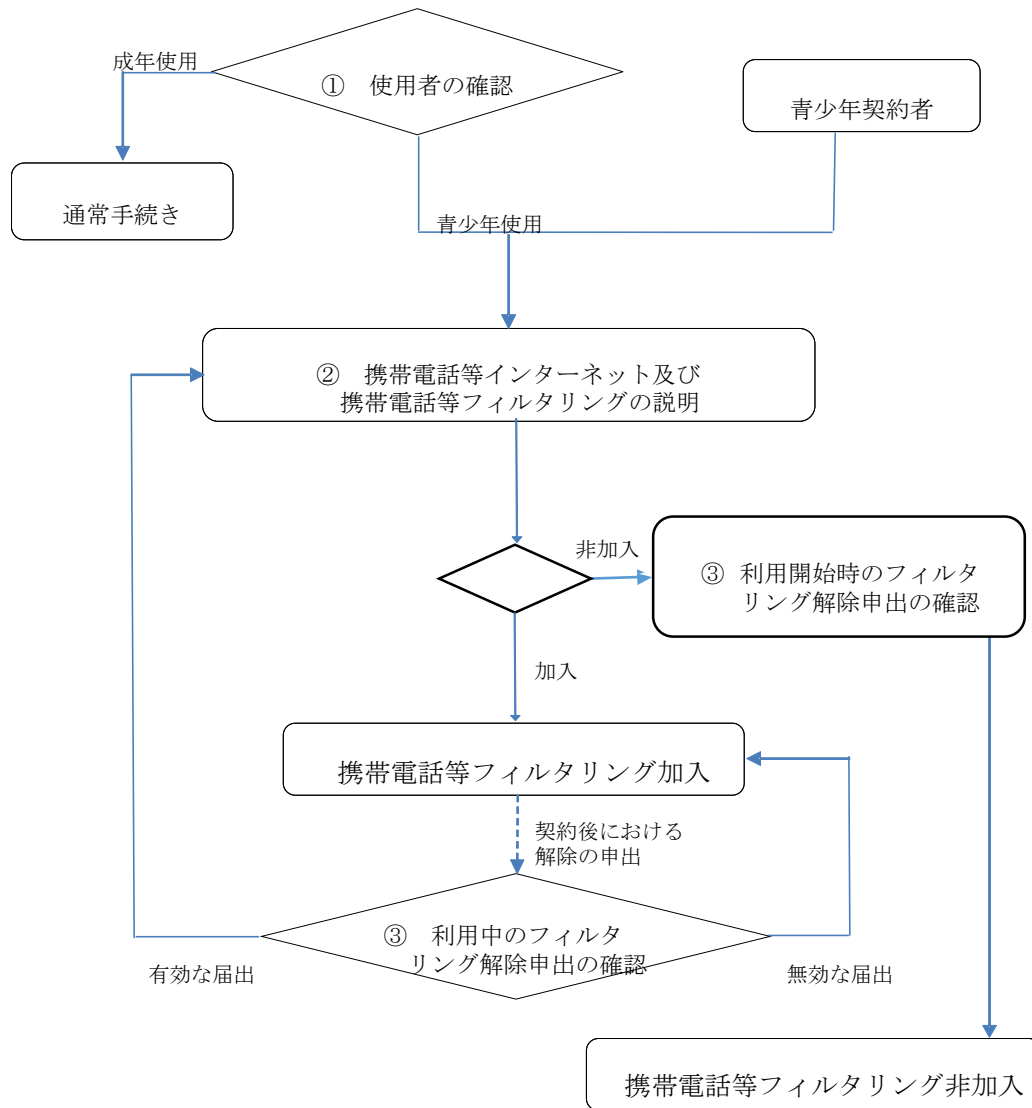 成年使用
① 使用者の確認
青少年契約者
通常手続き
青少年使用
② 携帯電話等インターネット及び
携帯電話等フィルタリングの説明
非加入
③ 利用開始時のフィルタ
リング解除申出の確認
加入
携帯電話等フィルタリング加入
契約後における
解除の申出
③ 利用中のフィルタ
リング解除申出の確認
有効な届出
無効な届出
携帯電話等フィルタリング非加入